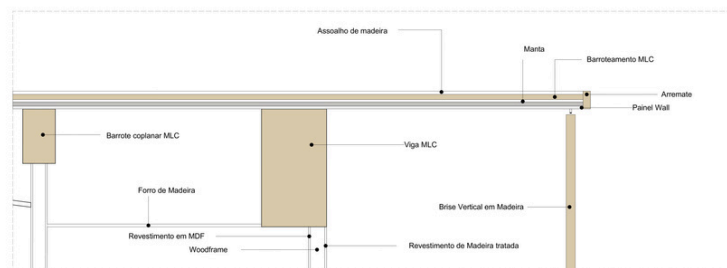 Assoalho de madeira
Manta
Barroteamento MLC
Arremate
Painel Wall
Barrote coplanar MLC
Viga MLC
Forro de Madeira
Brise Vertical em Madeira
Revestimento em MDF
Revestimento de Madeira tratada
Woodframe